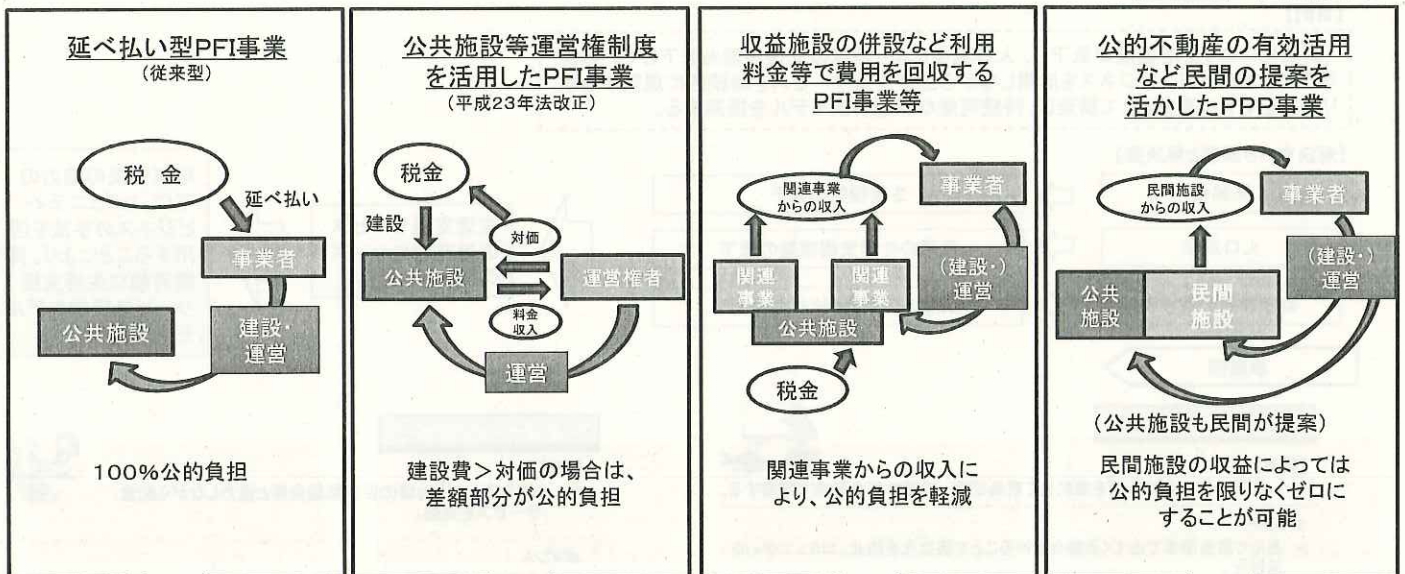 延べ払い型PFI事業
(従来型)
税 金
延べ払い
事業者
公共施設
建設・
運営
100%公的負担
公共施設等運営権制度
を活用したPFI事業
(平成23年法改正)
税金
建設
対価
公共施設
運営権者
料金
収入
運営
建設費>対価の場合は、
差額部分が公的負担
収益施設の併設など利用
料金等で費用を回収する
PFI事業等
関連事業
からの収入
事業者
関連
事業
関連
事業
(建設・)
運営
公共施設
税金
関連事業からの収入に
より、公的負担を軽減
公的不動産の有効活用
など民間の提案を
活かしたPPP事業
民間施設
からの収入
事業者
(建設・)
運営
公共
施設
民間
施設
(公共施設も民間が提案)
民間施設の収益によっては
公的負担を限りなくゼロに
することが可能